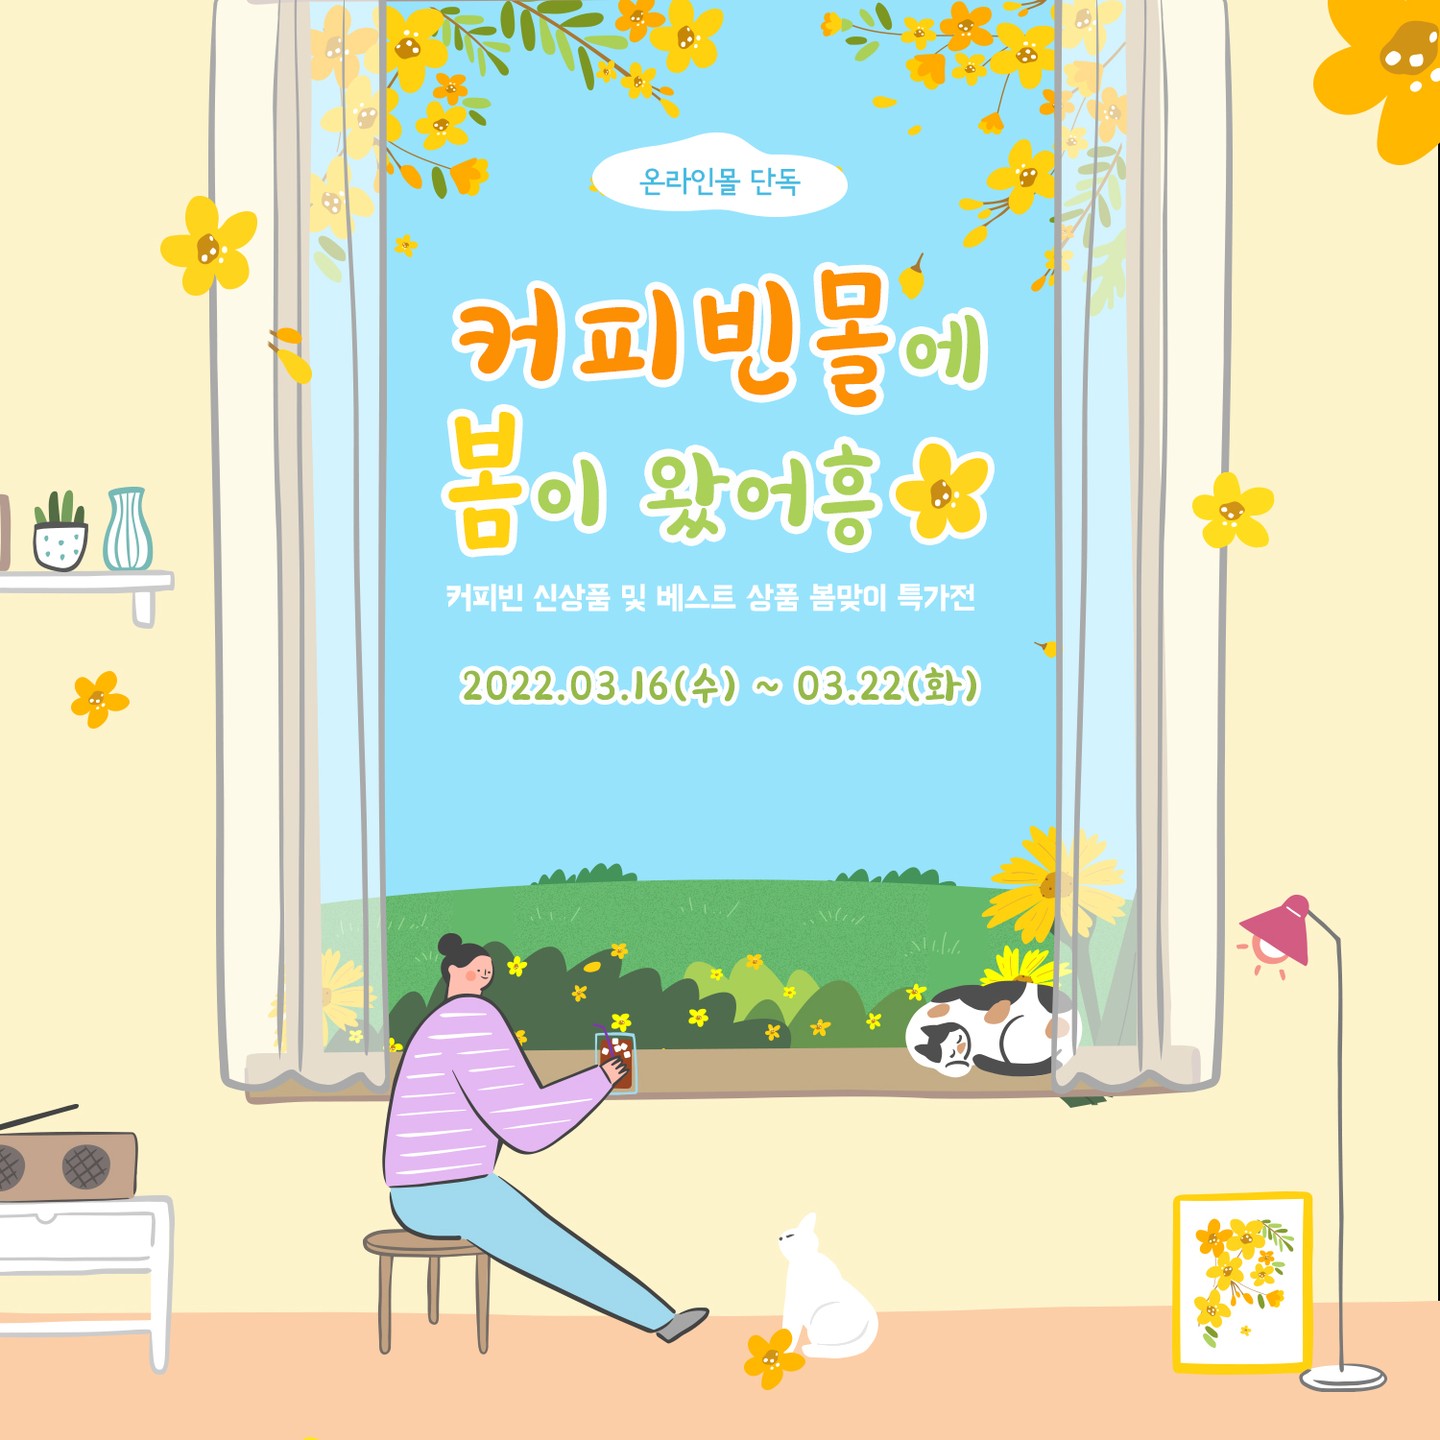 온라인몰 단독
커피빈몰에
봄이 왔어흥
커피빈 신상품 및 베스트 상품 봄맞이 특가전
2022.03.16(수) ~ 03.22(화)